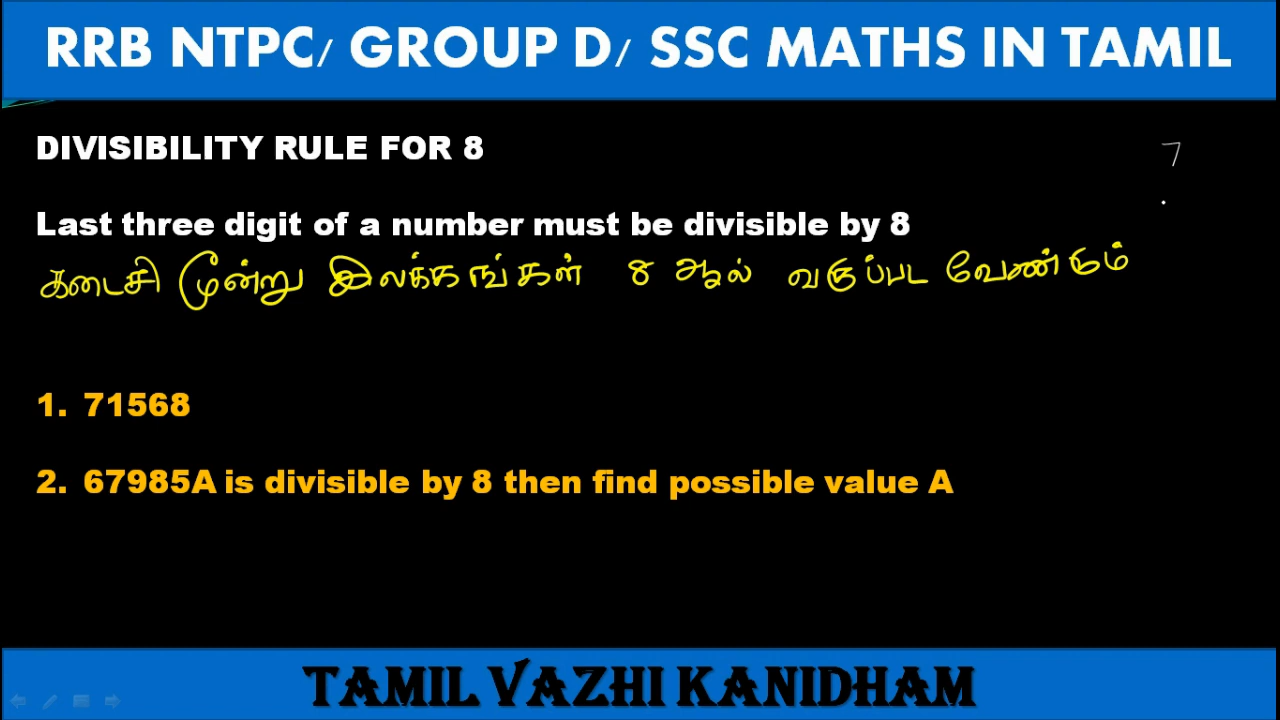 RRB NTPC/ GROUP D/ SSC MATHS IN TAMIL
DIVISIBILITY RULE FOR 8
7
Last three digit of a number must be divisible by 8
கடைசி மூன்று இலக்கங்கள் 8 ஆல் வகுப்பட வேண்டும்
1. 71568
2. 67985A is divisible by 8 then find possible value A
TAMIL VAZHI KANIDHAM